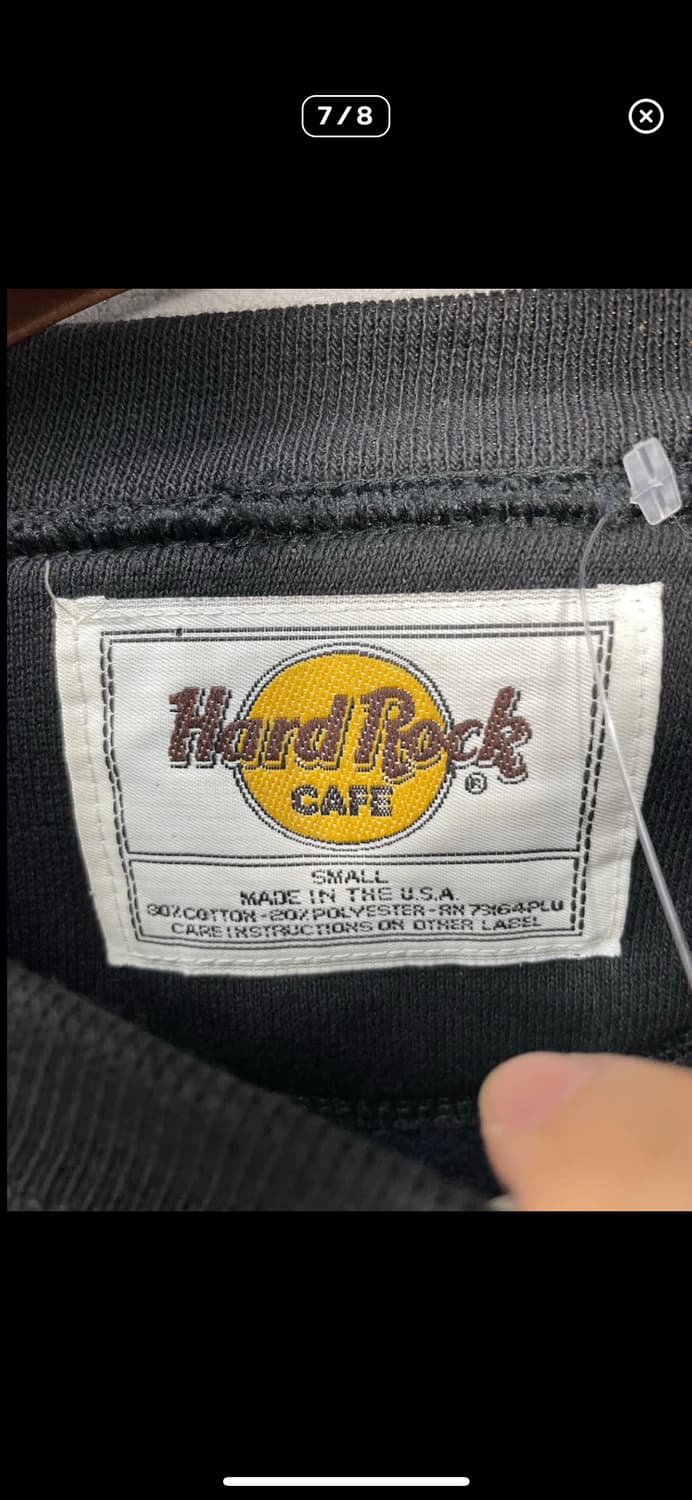 7/8
Hard Rock
®
CAFE
SMALL
MADE IN THE U.S.A.
80%COTTON-20%POLYESTER-RN 73164PLU
CARE INSTRUCTIONS ON OTHER LABEL